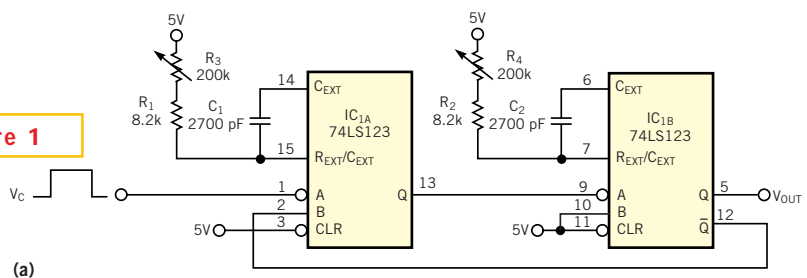 5V
R3
200k
R1
8.2k
C1
2700 pF
14
CEXT
IC1A
74LS123
15
REXT/CEXT
re 1
VC
1
A
Q
13
2
B
5V
3
CLR
5V
R4
200k
R2
8.2k
C2
2700 pF
6
CEXT
IC1B
74LS123
7
REXT/CEXT
9
A
Q
5
VOUT
10
B
Q̅
12
5V
11
CLR
(a)